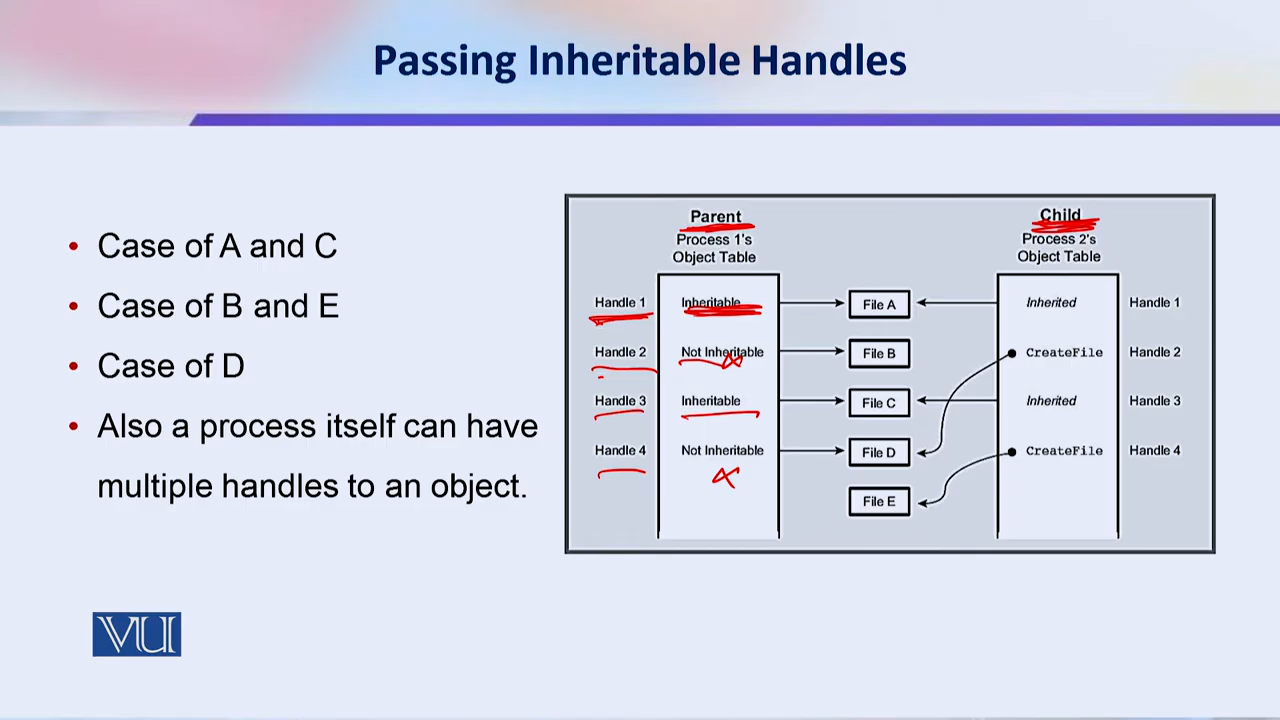 Passing Inheritable Handles
• Case of A and C
• Case of B and E
• Case of D
• Also a process itself can have
multiple handles to an object.
Parent
Process 1's
Object Table
Child
Process 2's
Object Table
Handle 1 Inheritable File A Inherited Handle 1
Handle 2 Not Inheritable File B CreateFile Handle 2
Handle 3 Inheritable File C Inherited Handle 3
Handle 4 Not Inheritable File D CreateFile Handle 4
File E
VU